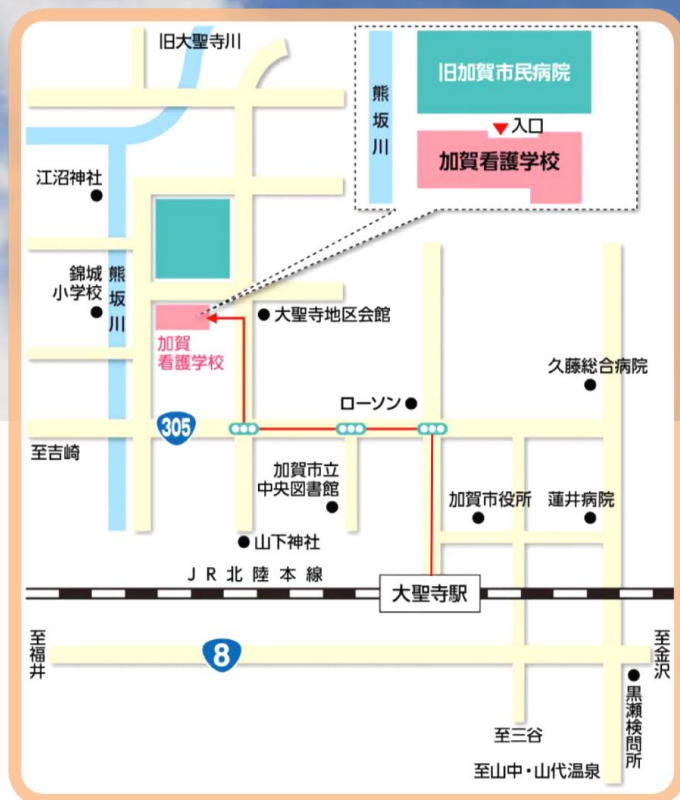 旧大聖寺川
熊坂川
旧加賀市民病院
入口
加賀看護学校
江沼神社
錦城
小学校
熊坂川
大聖寺地区会館
加賀
看護学校
久藤総合病院
ローソン
305
至吉崎
加賀市立
中央図書館
加賀市役所
蓮井病院
山下神社
JR北陸本線
大聖寺駅
至福井
8
至金沢
黒瀬検問所
至三谷
至山中・山代温泉